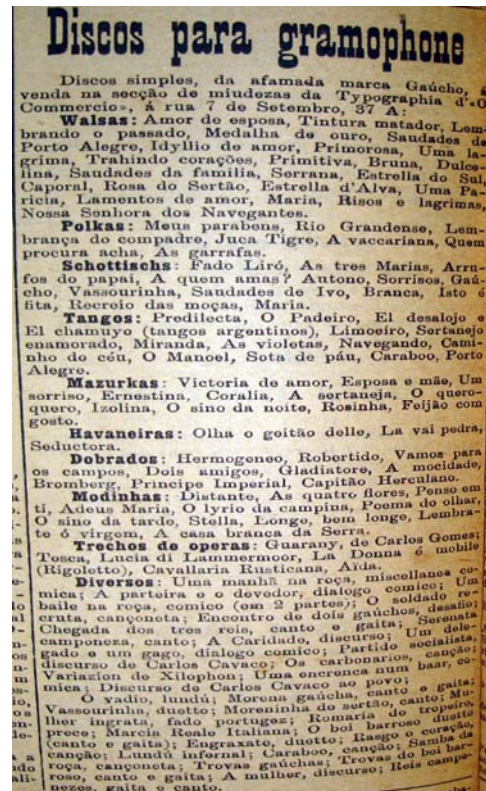 Discos para gramophone
Discos simples, da afamada marca Gaúcho, á
venda na secção de miudezas da Typographia d'«O
Commercio», á rua 7 de Setembro, 37 A:
Walsas: Amor de esposa, Tintura matador, Lem-
brando o passado, Medalha de ouro, Saudades de
Porto Alegre, Idyllio de amor, Primorosa, Uma la-
grima, Trahindo corações, Primitiva, Bruna, Dulce-
lina, Saudades da familia, Serrana, Estrella do Sul,
Caporal, Rosa do Sertão, Estrella d'Alva, Uma Pa-
ricia, Lamentos de amor, Maria, Risos e lagrimas,
Nossa Senhora dos Navegantes.
Polkas: Meus parabens, Rio Grandense, Lem-
brança do compadre, Juca Tigre, A vaccariana, Quem
procura acha, As garrafas.
Schottischs: Fado Liró, As tres Marias, Arru-
fos do papai, A quem amas? Autono, Sorrisos, Gaú-
cho, Vassourinha, Saudades de Ivo, Branca, Isto é
fita, Recreio das moças, Maria.
Tangos: Predilecta, O Padeiro, El desalojo e
El chamuyo (tangos argentinos), Limoeiro, Sertanejo
enamorado, Miranda, As violetas, Navegando, Cami-
nho do céu, O Manoel, Sota de páu, Caraboo, Porto
Alegre.
Mazurkas: Victoria de amor, Esposa e mãe, Um
sorriso, Ernestina, Coralia, A sertaneja, O quero-
quero, Izolina, O sino da noite, Rosinha, Feijão com
gosto.
Havaneiras: Olha o geitão delle, La vai pedra,
Seductora.
Dobrados: Hermogeneo, Robertido, Vamos para
os campos, Dois amigos, Gladiatore, A mocidade,
Bromberg, Principe Imperial, Capitão Herculano.
Modinhas: Distante, As quatro flores, Penso em
ti, Adeus Maria, O lyrio da campina, Poema do olhar,
O sino da tarde, Stella, Longe, bem longe, Lembra-
te ó virgem, A casa branca da Serra.
Trechos de operas: Guarany, de Carlos Gomes;
Tosca, Lucia di Lammermoor, La Donna é mobile
(Rigoletto), Cavallaria Rusticana, Aïda.
Diversos: Uma manhã na roça, miscellanea co-
mica; A parteira e o devedor, dialogo comico; Um
baile na roça, comico (em 2 partes); O soldado re-
cruta, cançoneta; Encontro de dois gaúchos, desafio;
Chegada dos tres reis, canto e gaita; Serenata
camponeza, canto; A Caridade, discurso; Um dele-
gado e um gago, dialogo comico; Partido socialista,
discurso de Carlos Cavaco; Os carbonarios, canção;
Variazion de Xilophon; Uma encrenca num baar, co-
mica; Discurso de Carlos Cavaco ao povo;
O vadio, lundú; Morena gaúcha, canto e gaita;
Vassourinha, duetto; Moreninha do sertão, canto; Mu-
lher ingrata, fado portugez; Romaria do tropeiro,
prece; Marcia Reale Italiana; O boi barroso duetto
(canto e gaita); Engraxate, duetto; Rasgo o coração,
canção; Lundú infernal; Caraboo, canção; Samba da
roça, cançoneta; Trovas gaúchas; Trovas do boi bar-
roso, canto e gaita; A mulher, discurso; Reis campo-
nezes, gaita e canto.